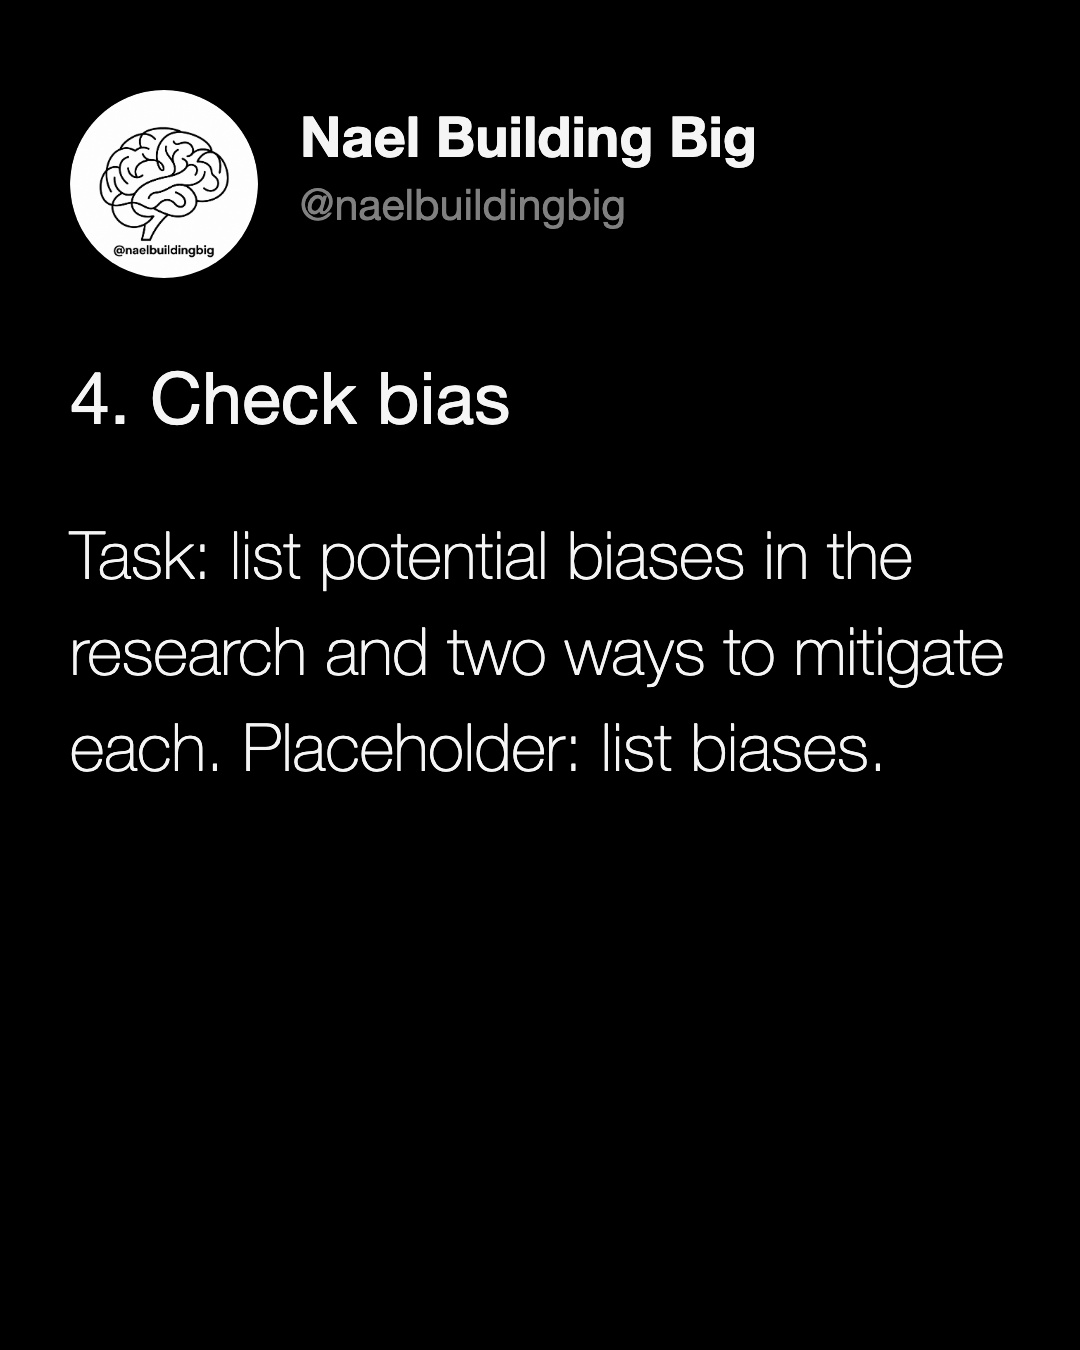 @naelbuildingbig
Nael Building Big
@naelbuildingbig
4. Check bias
Task: list potential biases in the
research and two ways to mitigate
each. Placeholder: list biases.